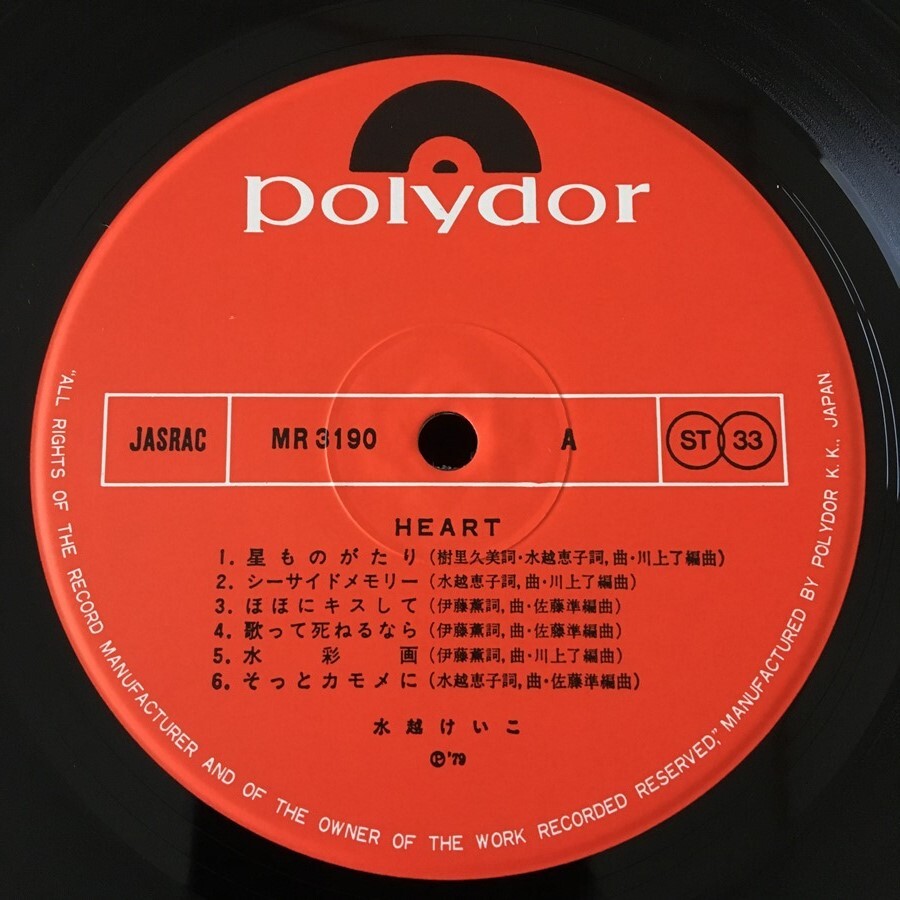 polydor
JASRAC MR 3190 A ST 33
HEART
1. 星ものがたり (樹里久美詞・水越恵子詞, 曲・川上了編曲)
2. シーサイドメモリー (水越恵子詞, 曲・川上了編曲)
3. ほほにキスして (伊藤薫詞, 曲・佐藤準編曲)
4. 歌って死ねるなら (伊藤薫詞, 曲・佐藤準編曲)
5. 水彩画 (伊藤薫詞, 曲・川上了編曲)
6. そっとカモメに (水越恵子詞, 曲・佐藤準編曲)
水越けいこ
Ⓟ'79
"ALL RIGHTS OF THE RECORD MANUFACTURER AND OF THE OWNER OF THE WORK RECORDED RESERVED," MANUFACTURED BY POLYDOR K. K., JAPAN